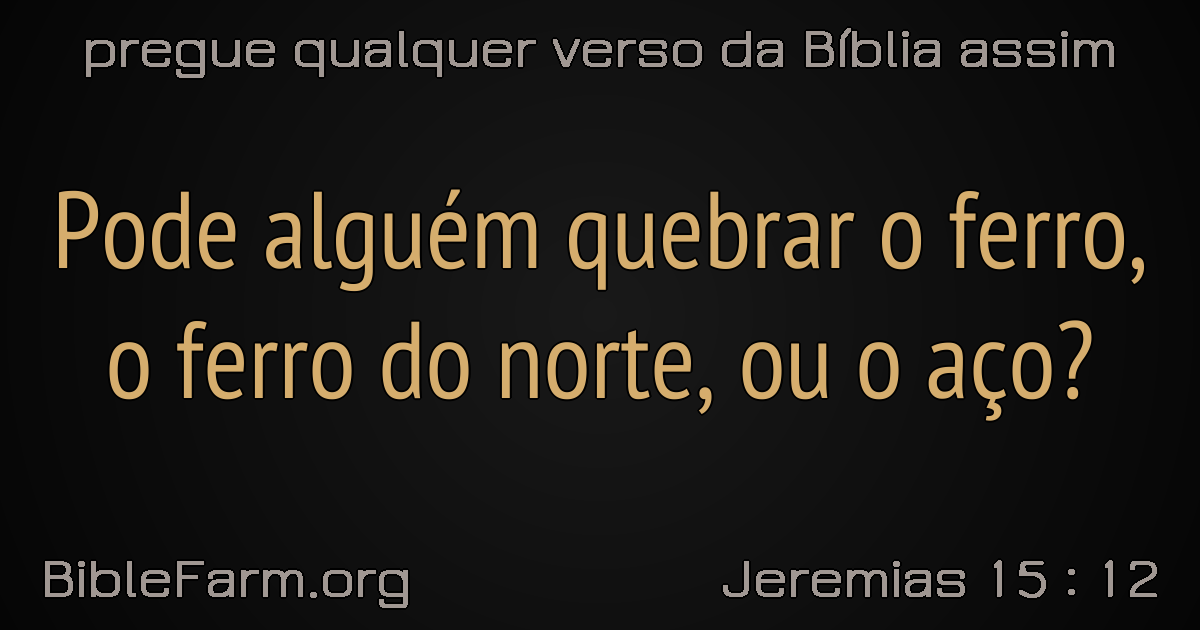 pregue qualquer verso da Bíblia assim
Pode alguém quebrar o ferro,
o ferro do norte, ou o aço?
BibleFarm.org
Jeremias 15 : 12